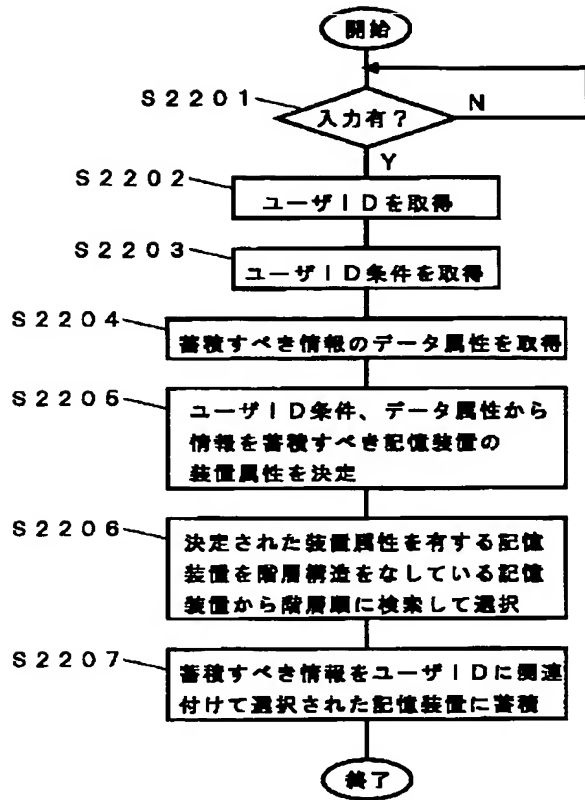 開始
S2201
入力有?
N
Y
S2202
ユーザIDを取得
S2203
ユーザID条件を取得
S2204
蓄積すべき情報のデータ属性を取得
S2205
ユーザID条件、データ属性から
情報を蓄積すべき記憶装置の
装置属性を決定
S2206
決定された装置属性を有する記憶
装置を階層構造をなしている記憶
装置から階層順に検索して選択
S2207
蓄積すべき情報をユーザIDに関連
付けて選択された記憶装置に蓄積
終了